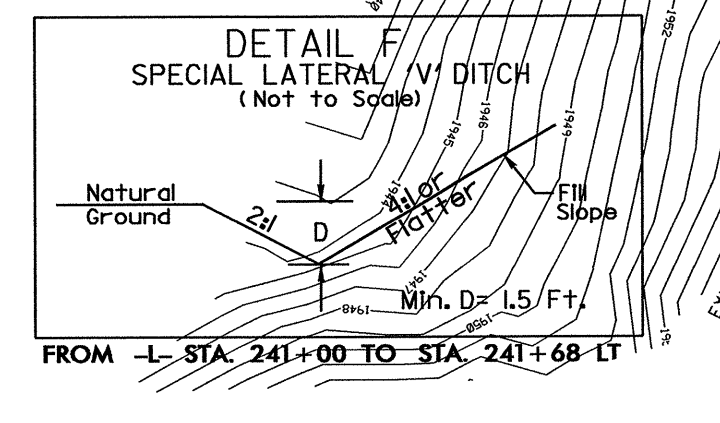 DETAIL F
SPECIAL LATERAL 'V' DITCH
(Not to Scale)
1952
1945
1946
1949
Natural
Ground
2:1
D
1944
4:1 or
Flatter
Fill
Slope
1947
1948
Min. D= 1.5 Ft.
1950
FROM -L- STA. 241+00 TO STA. 241+68 LT